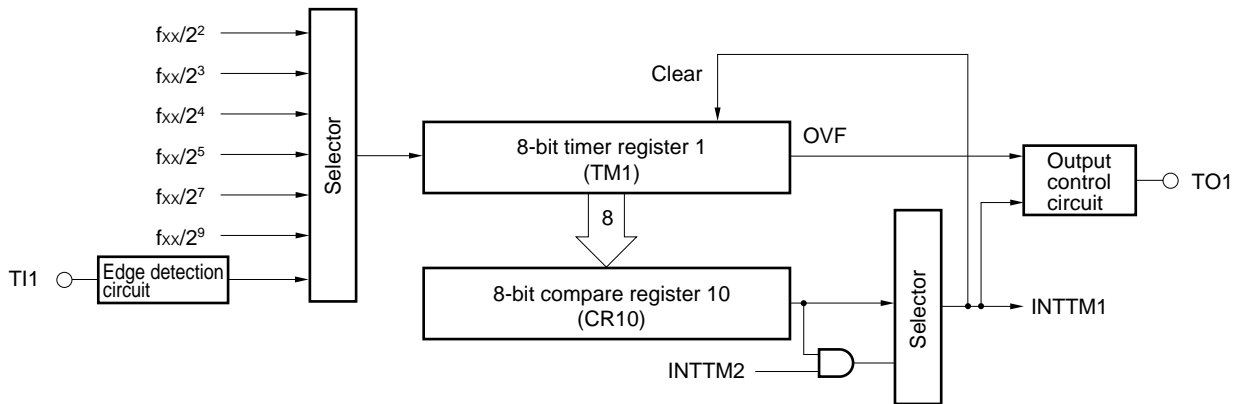 fxx/2²
fxx/2³
fxx/2⁴
fxx/2⁵
fxx/2⁷
fxx/2⁹
TI1
Edge detection
circuit
Selector
Clear
8-bit timer register 1
(TM1)
OVF
8
8-bit compare register 10
(CR10)
INTTM2
Selector
Output
control
circuit
TO1
INTTM1